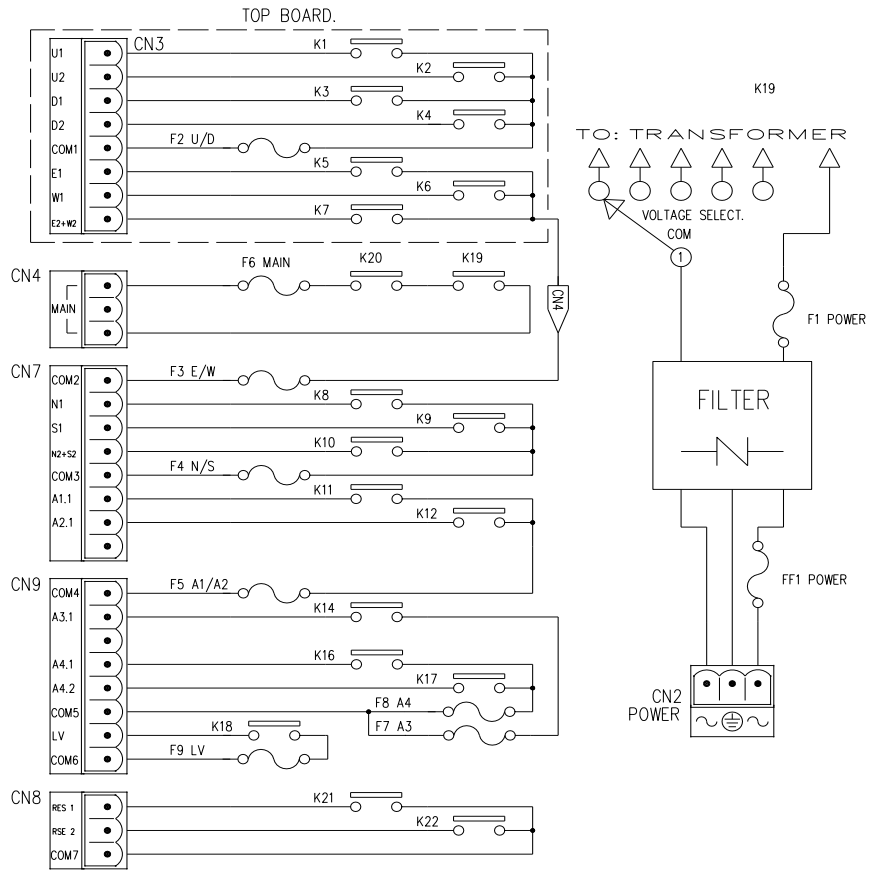 TOP BOARD.
CN3
U1
K1
U2
K2
D1
K3
D2
K4
COM1
F2 U/D
E1
K5
W1
K6
E2+W2
K7
K19
TO: TRANSFORMER
VOLTAGE SELECT.
COM
1
F1 POWER
FILTER
FF1 POWER
CN2
POWER
CN4
MAIN
F6 MAIN
K20
K19
CN4
CN7
COM2
F3 E/W
N1
K8
S1
K9
N2+S2
K10
COM3
F4 N/S
A1.1
K11
A2.1
K12
CN9
COM4
F5 A1/A2
A3.1
K14
A4.1
K16
A4.2
K17
COM5
F8 A4
F7 A3
LV
K18
COM6
F9 LV
CN8
RES 1
K21
RSE 2
K22
COM7